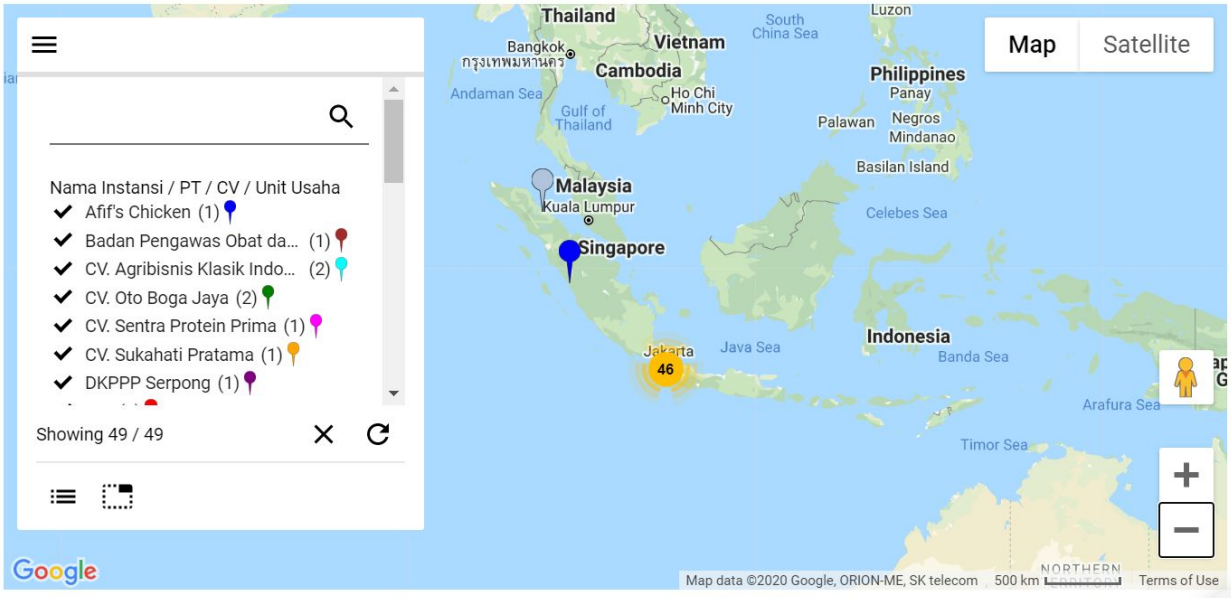 Nama Instansi / PT / CV / Unit Usaha
Afif's Chicken (1)
Badan Pengawas Obat da... (1)
CV. Agribisnis Klasik Indo... (2)
CV. Oto Boga Jaya (2)
CV. Sentra Protein Prima (1)
CV. Sukahati Pratama (1)
DKPPP Serpong (1)
Showing 49 / 49
Google
Thailand
Bangkok
กรุงเทพมหานคร
Vietnam
Cambodia
Ho Chi
Minh City
Andaman Sea
Gulf of
Thailand
South
China Sea
Luzon
Philippines
Panay
Palawan
Negros
Mindanao
Basilan Island
Malaysia
Kuala Lumpur
Singapore
Celebes Sea
Indonesia
Jakarta
46
Java Sea
Banda Sea
Arafura Sea
Timor Sea
NORTHERN
TERRITORY
Map
Satellite
Map data ©2020 Google, ORION-ME, SK telecom
500 km
Terms of Use